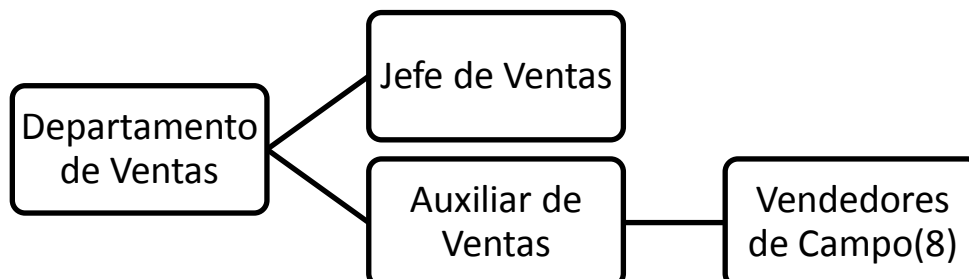 Departamento
de Ventas
Jefe de Ventas
Auxiliar de
Ventas
Vendedores
de Campo(8)